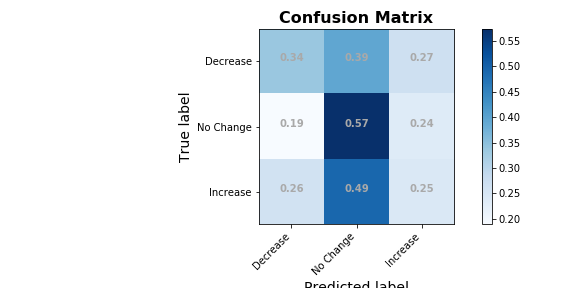 Confusion Matrix
True label
Decrease 0.34 0.39 0.27
No Change 0.19 0.57 0.24
Increase 0.26 0.49 0.25
Decrease No Change Increase
Predicted label
0.55
0.50
0.45
0.40
0.35
0.30
0.25
0.20